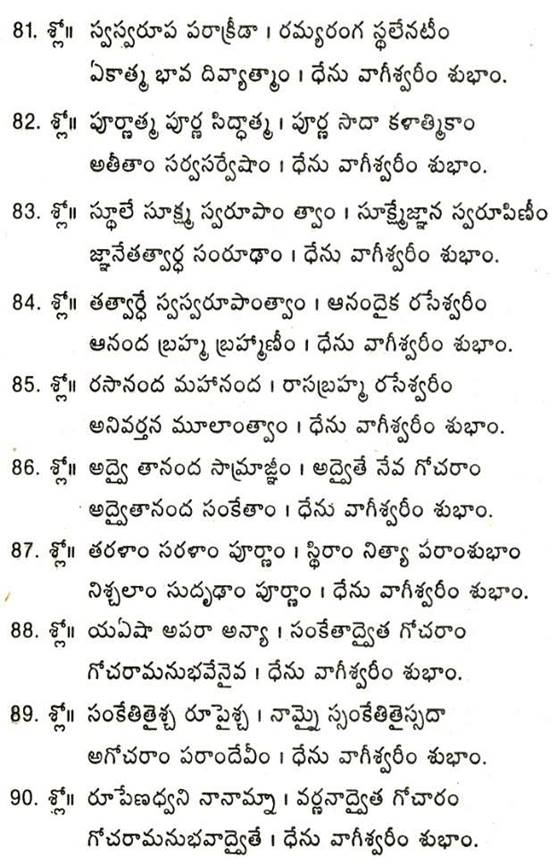 81. శ్లో॥ స్వస్వరూప పరాక్రీడా । రమ్యరంగ స్థలేనటీం
ఏకాత్మ భావ దివ్యాత్మాం । ధేను వాగీశ్వరీం శుభాం.
82. శ్లో॥ పూర్ణాత్మ పూర్ణ సిద్ధాత్మ । పూర్ణ సాదా కళాత్మికాం
అతీతాం సర్వసర్వేషాం । ధేను వాగీశ్వరీం శుభాం.
83. శ్లో॥ స్థూలే సూక్ష్మ స్వరూపాం త్వాం । సూక్ష్మేజ్ఞాన స్వరూపిణీం
జ్ఞానేతత్వార్ధ సంరూఢాం । ధేను వాగీశ్వరీం శుభాం.
84. శ్లో॥ తత్వార్ధే స్వస్వరూపాంత్వాం । ఆనందైక రసేశ్వరీం
ఆనంద బ్రహ్మ బ్రహ్మాణీం । ధేను వాగీశ్వరీం శుభాం.
85. శ్లో॥ రసానంద మహానంద । రాసబ్రహ్మ రసేశ్వరీం
అనివర్తన మూలాంత్వాం । ధేను వాగీశ్వరీం శుభాం.
86. శ్లో॥ అద్వై తానంద సామ్రాజ్ఞీం । అద్వైతే నేవ గోచరాం
అద్వైతానంద సంకేతాం । ధేను వాగీశ్వరీం శుభాం.
87. శ్లో॥ తరళాం సరళాం పూర్ణాం । స్థిరాం నిత్యా పరాంశుభాం
నిశ్చలాం సుదృఢాం పూర్ణాం । ధేను వాగీశ్వరీం శుభాం.
88. శ్లో॥ యఏషా అపరా అన్యా । సంకేతాద్వైత గోచరాం
గోచరామనుభవేనైవ । ధేను వాగీశ్వరీం శుభాం.
89. శ్లో॥ సంకేతితైశ్చ రూపైశ్చ । నామ్నై స్సంకేతితైస్సదా
అగోచరాం పరాందేవీం । ధేను వాగీశ్వరీం శుభాం.
90. శ్లో॥ రూపేణధ్వని నానామ్నా । వర్ణనాద్వైత గోచారం
గోచరామనుభవాద్వైతే । ధేను వాగీశ్వరీం శుభాం.